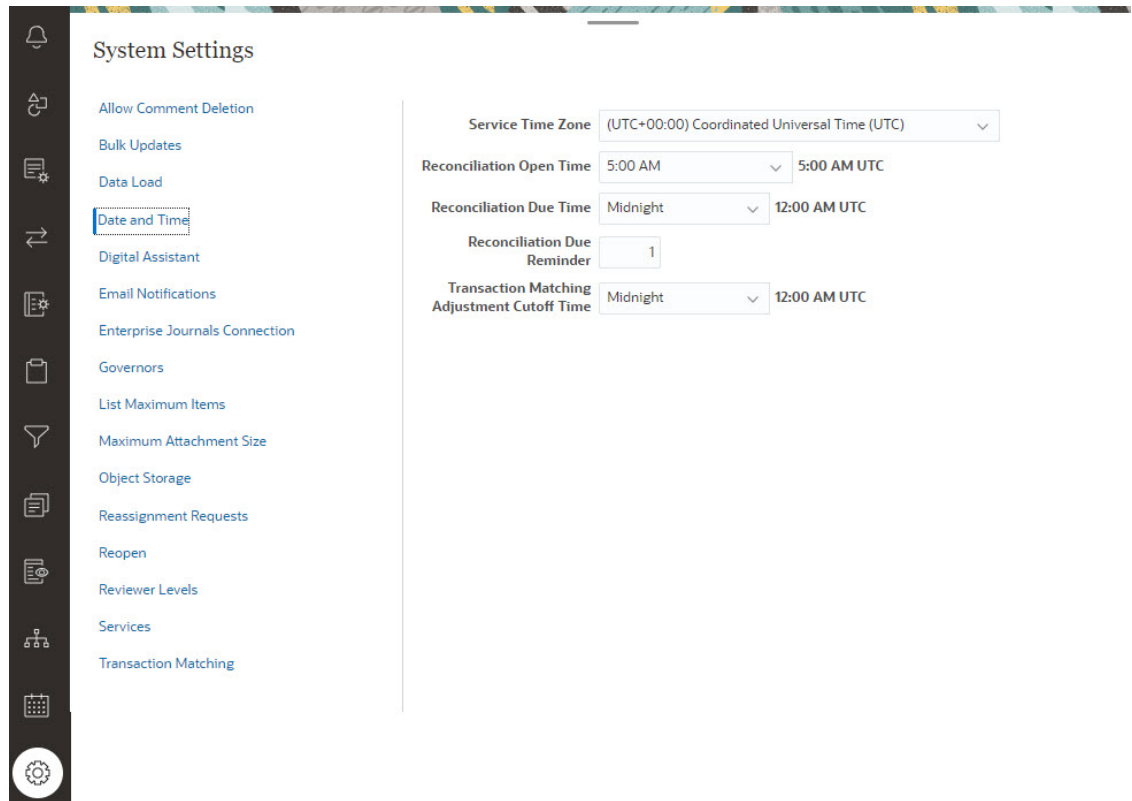 System Settings
Allow Comment Deletion
Bulk Updates
Data Load
Date and Time
Digital Assistant
Email Notifications
Enterprise Journals Connection
Governors
List Maximum Items
Maximum Attachment Size
Object Storage
Reassignment Requests
Reopen
Reviewer Levels
Services
Transaction Matching
Service Time Zone (UTC+00:00) Coordinated Universal Time (UTC)
Reconciliation Open Time 5:00 AM 5:00 AM UTC
Reconciliation Due Time Midnight 12:00 AM UTC
Reconciliation Due
Reminder 1
Transaction Matching
Adjustment Cutoff Time Midnight 12:00 AM UTC